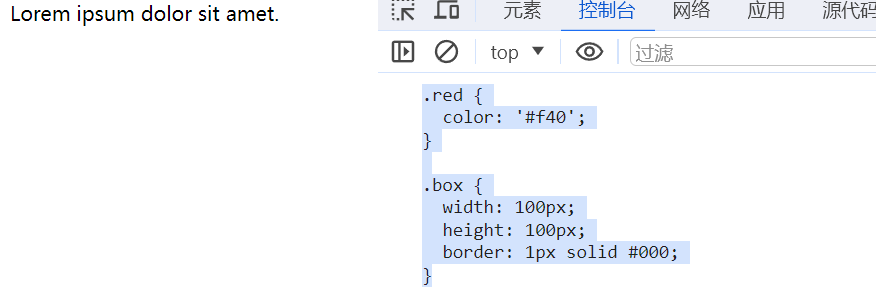 Lorem ipsum dolor sit amet.
元素 控制台 网络 应用 源代码
top 过滤
.red {
  color: '#f40';
}
.box {
  width: 100px;
  height: 100px;
  border: 1px solid #000;
}